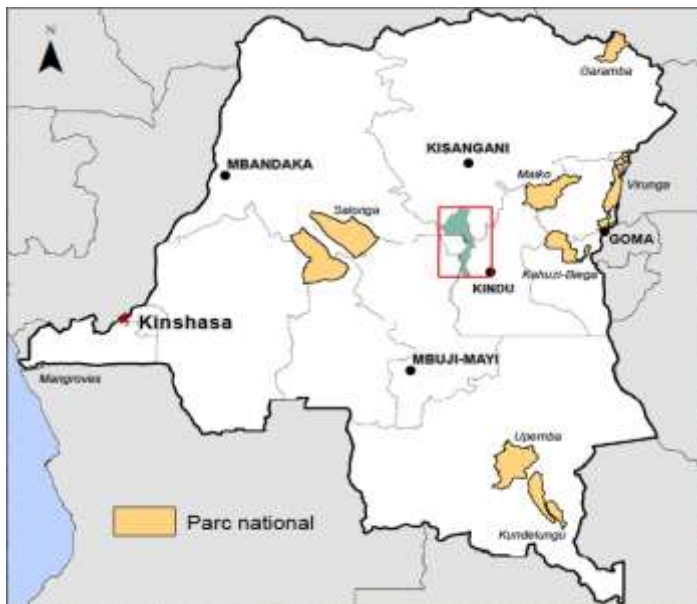 N
Garamba
KISANGANI
MBANDAKA
Maiko
Virunga
Salonga
GOMA
Kahuzi-Biega
KINDU
Kinshasa
MBUJI-MAYI
Mangroves
Upemba
Parc national
Kundelungu